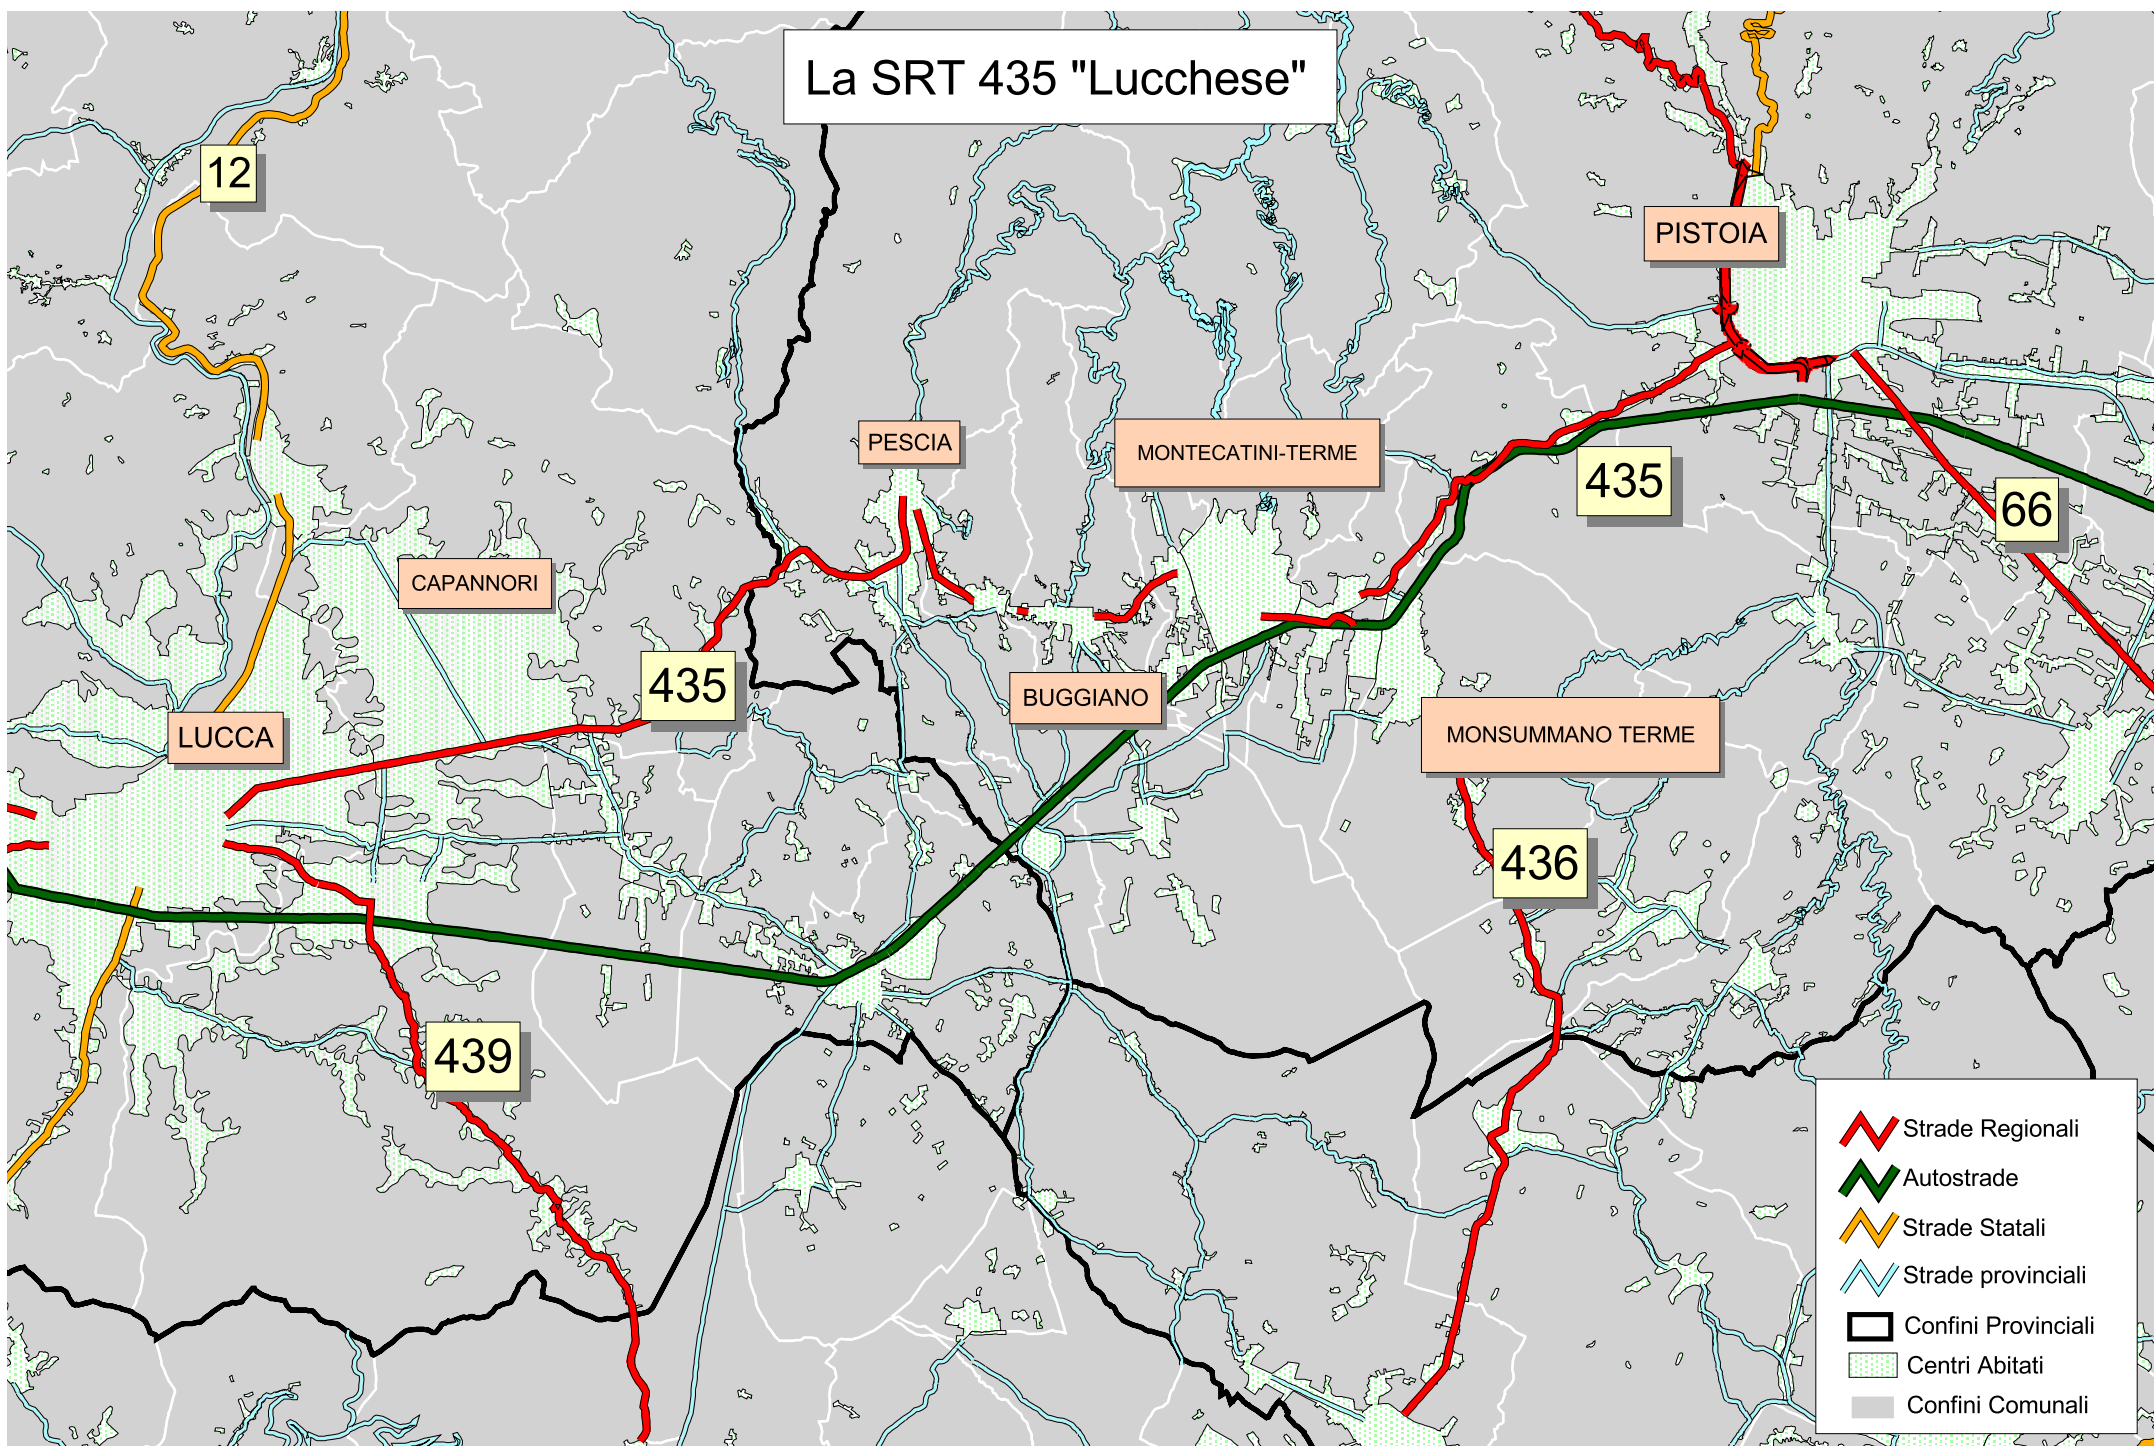 La SRT 435 "Lucchese"
12
PISTOIA
PESCIA
MONTECATINI-TERME
435
66
CAPANNORI
435
BUGGIANO
LUCCA
MONSUMMANO TERME
436
439
Strade Regionali
Autostrade
Strade Statali
Strade provinciali
Confini Provinciali
Centri Abitati
Confini Comunali